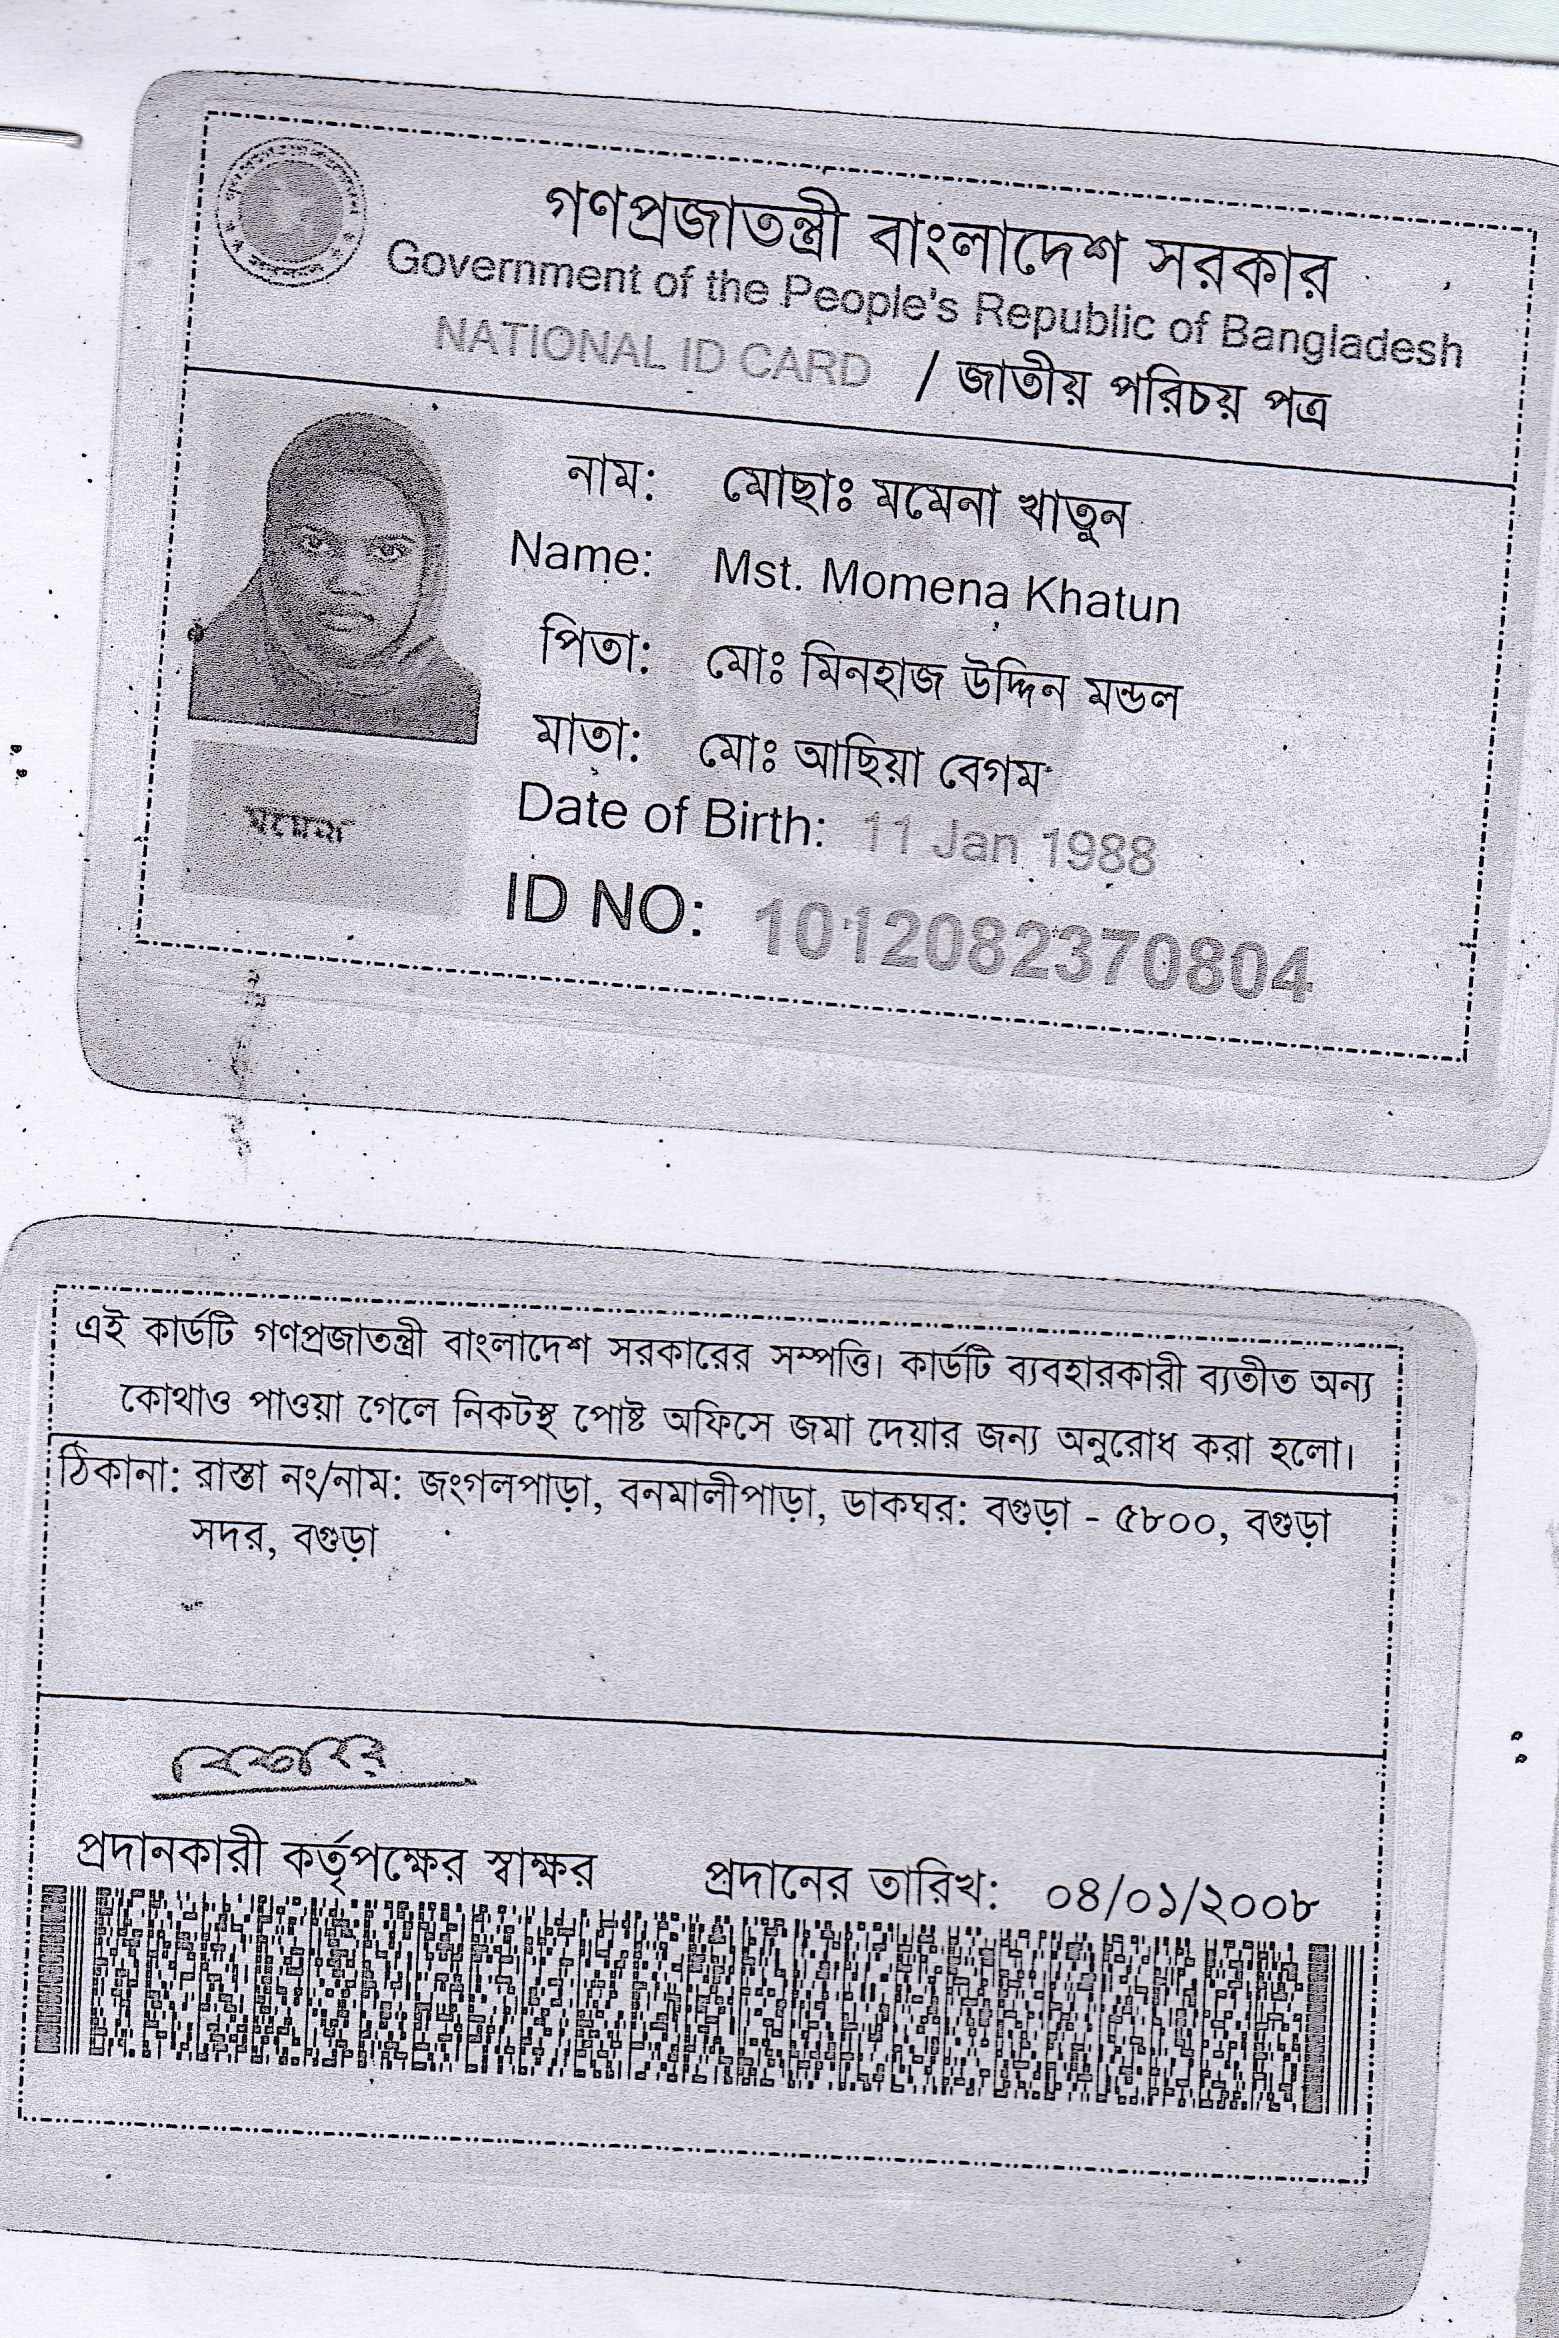 গণপ্রজাতন্ত্রী বাংলাদেশ সরকার
Government of the People's Republic of Bangladesh
NATIONAL ID CARD / জাতীয় পরিচয় পত্র
নাম: মোছাঃ মমেনা খাতুন
Name: Mst. Momena Khatun
পিতা: মোঃ মিনহাজ উদ্দিন মন্ডল
মাতা: মোঃ আছিয়া বেগম
Date of Birth: 11 Jan 1988
ID NO: 1012082370804
মমেনা
এই কার্ডটি গণপ্রজাতন্ত্রী বাংলাদেশ সরকারের সম্পত্তি। কার্ডটি ব্যবহারকারী ব্যতীত অন্য
কোথাও পাওয়া গেলে নিকটস্থ পোষ্ট অফিসে জমা দেয়ার জন্য অনুরোধ করা হলো।
ঠিকানা: রাস্তা নং/নাম: জংগলপাড়া, বনমালীপাড়া, ডাকঘর: বগুড়া - ৫৮০০, বগুড়া
সদর, বগুড়া
প্রদানকারী কর্তৃপক্ষের স্বাক্ষর প্রদানের তারিখ: ০৪/০১/২০০৮